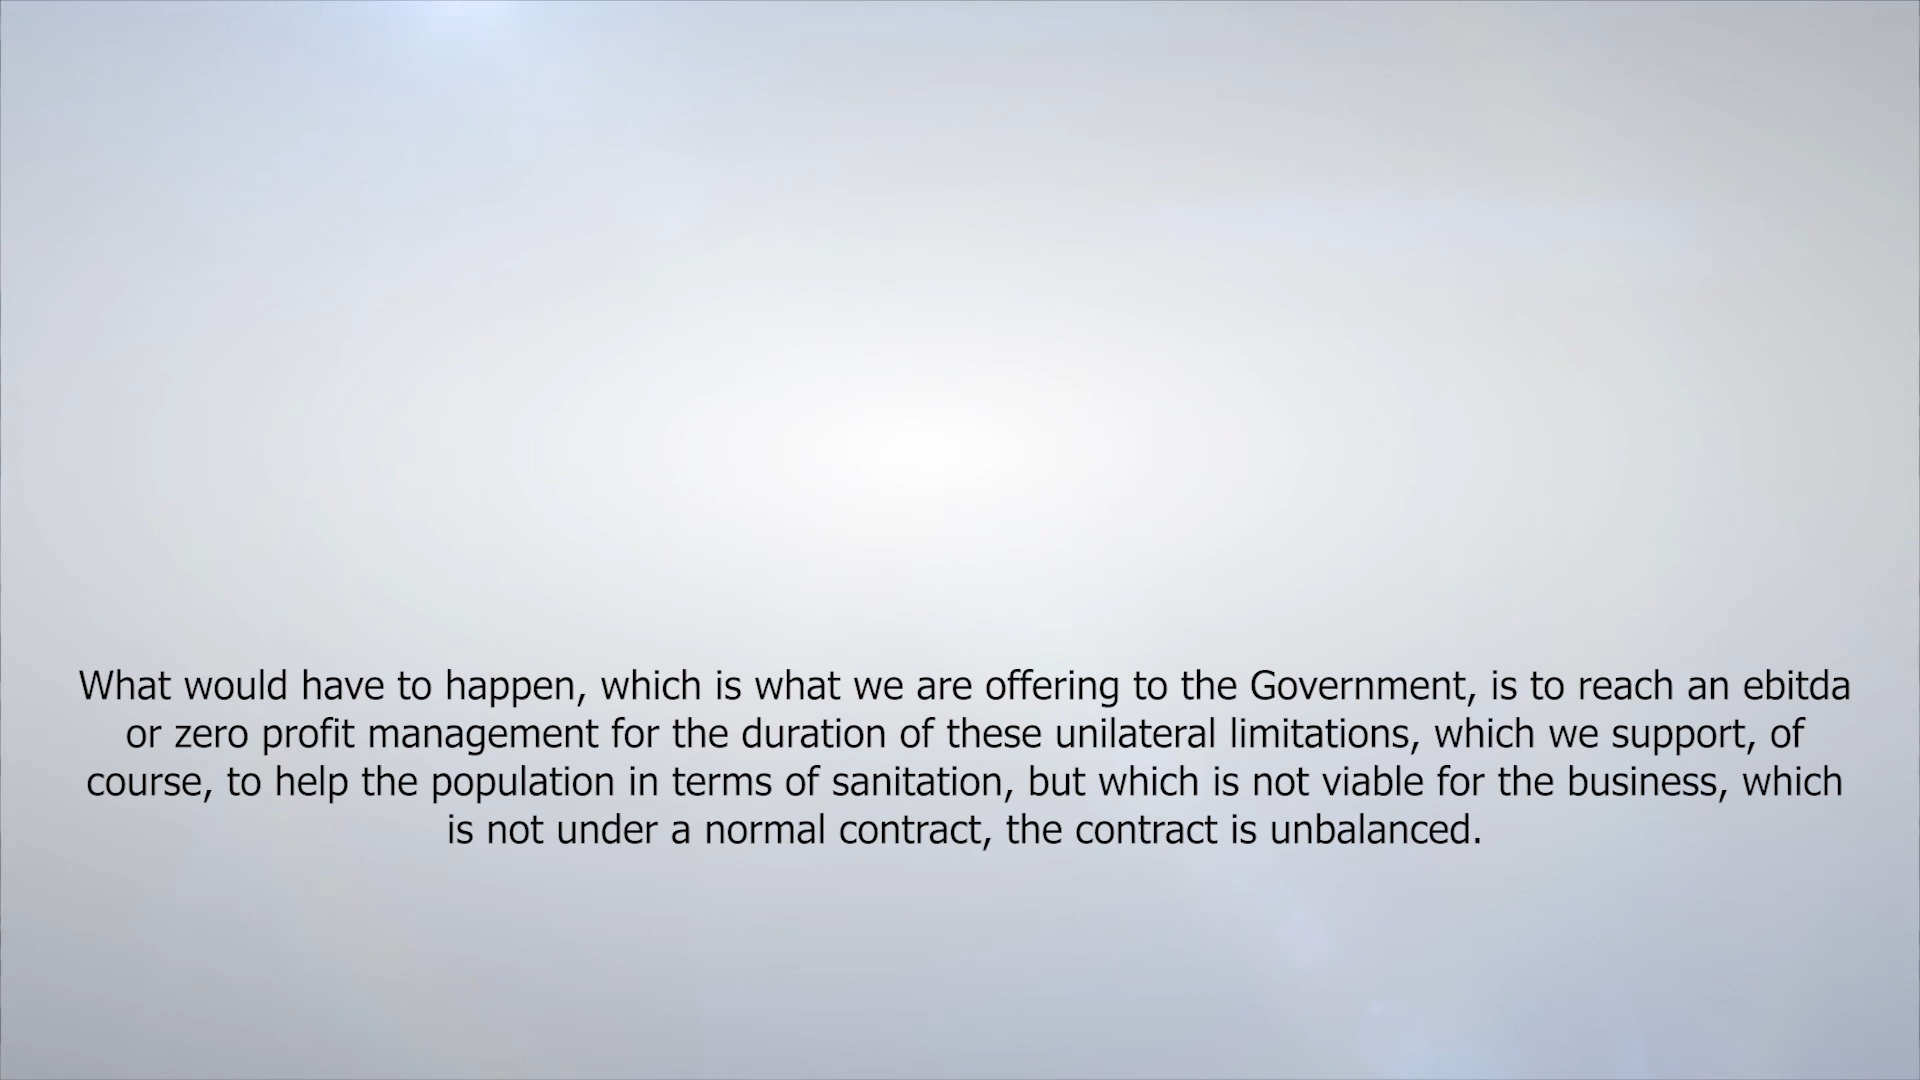 What would have to happen, which is what we are offering to the Government, is to reach an ebitda
or zero profit management for the duration of these unilateral limitations, which we support, of
course, to help the population in terms of sanitation, but which is not viable for the business, which
is not under a normal contract, the contract is unbalanced.